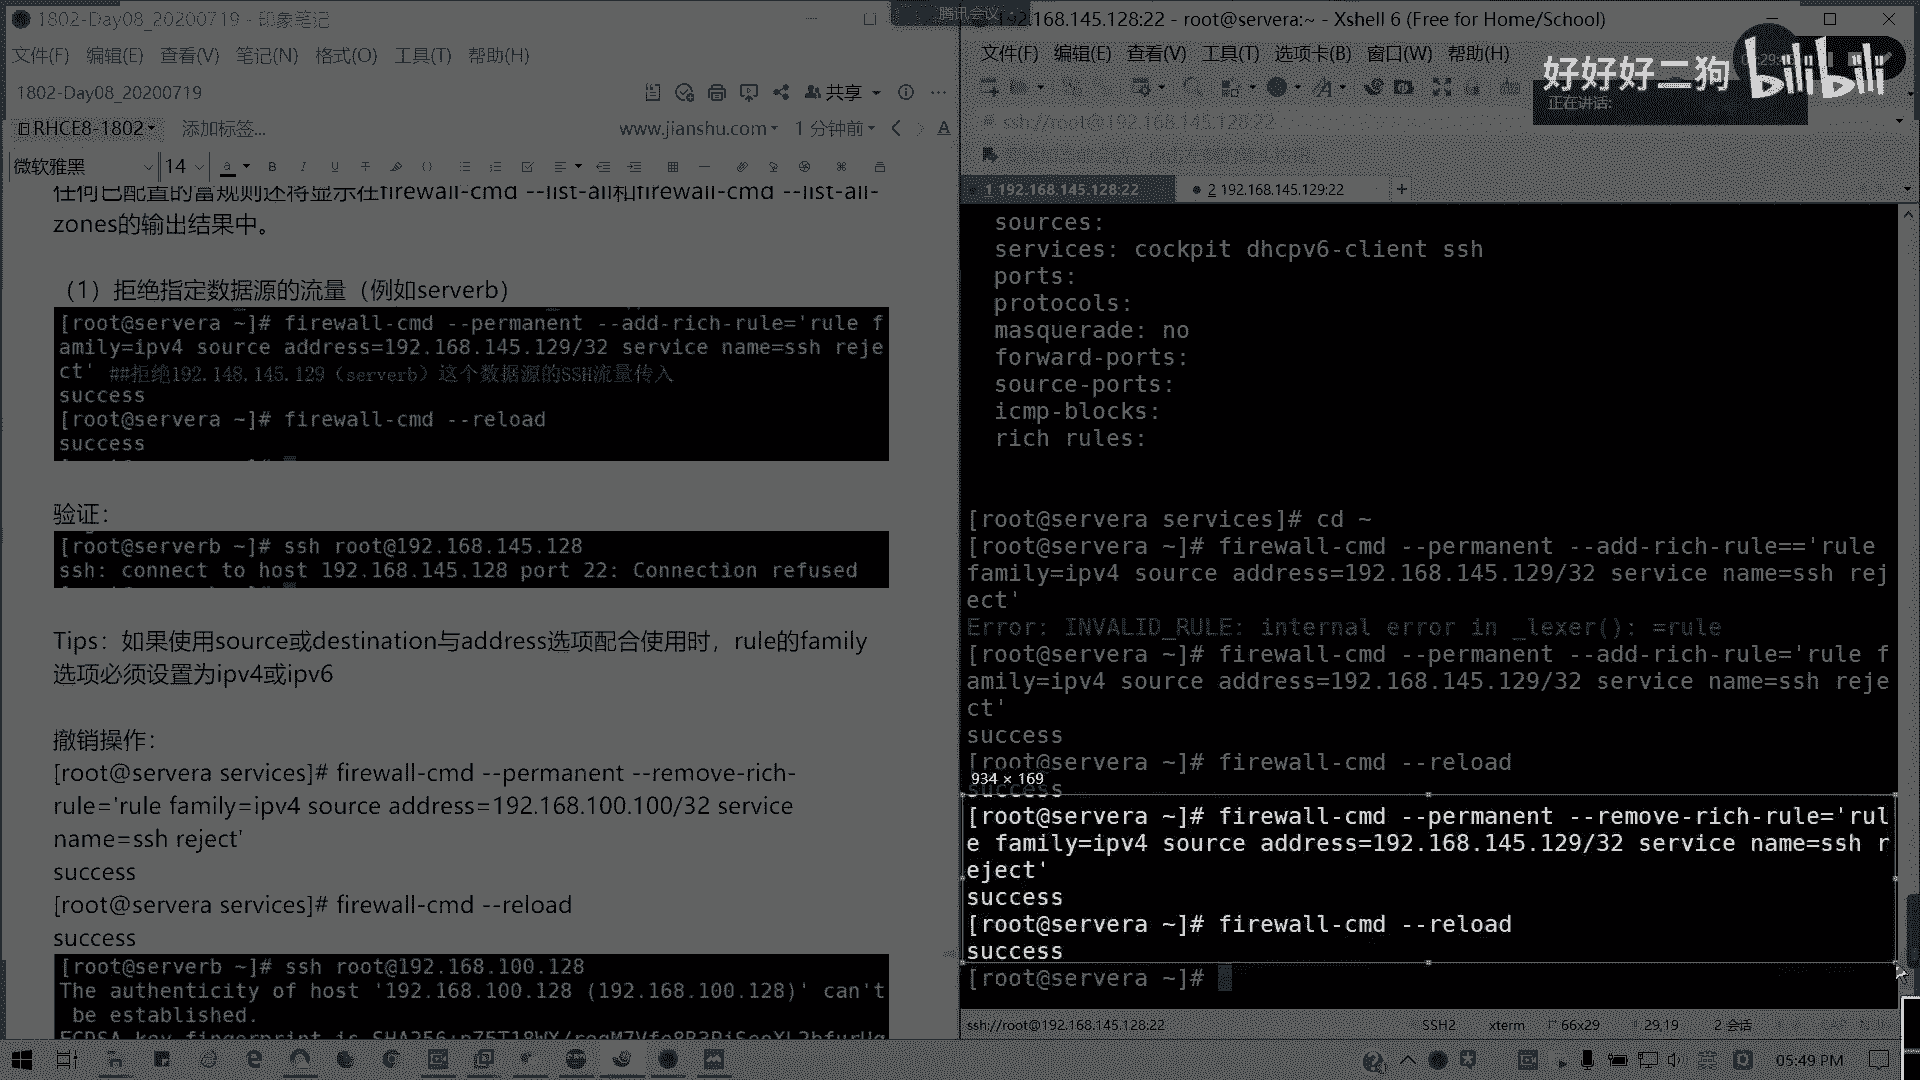 1802-Day08_20200719 - 印象笔记
文件(F) 编辑(E) 查看(V) 笔记(N) 格式(O) 工具(T) 帮助(H)
1802-Day08_20200719
共享
RHCE8-1802 添加标签...
www.jianshu.com 1 分钟前
微软雅黑 14
任何已配置的富规则还将显示在firewall-cmd --list-all和firewall-cmd --list-all-
zones的输出结果中。
（1）拒绝指定数据源的流量（例如serverb）
[root@servera ~]# firewall-cmd --permanent --add-rich-rule='rule f
amily=ipv4 source address=192.168.145.129/32 service name=ssh reje
ct' ##拒绝192.148.145.129（serverb）这个数据源的SSH流量传入
success
[root@servera ~]# firewall-cmd --reload
success
验证：
[root@serverb ~]# ssh root@192.168.145.128
ssh: connect to host 192.168.145.128 port 22: Connection refused
Tips：如果使用source或destination与address选项配合使用时，rule的family
选项必须设置为ipv4或ipv6
撤销操作：
[root@servera services]# firewall-cmd --permanent --remove-rich-
rule='rule family=ipv4 source address=192.168.100.100/32 service
name=ssh reject'
success
[root@servera services]# firewall-cmd --reload
success
[root@serverb ~]# ssh root@192.168.100.128
The authenticity of host '192.168.100.128 (192.168.100.128)' can't
be established.
腾讯会议
192.168.145.128:22 - root@servera:~ - Xshell 6 (Free for Home/School)
文件(F) 编辑(E) 查看(V) 工具(T) 选项卡(B) 窗口(W) 帮助(H)
好好好二狗 bilibili
正在讲话:
ssh://root@192.168.145.128:22
1 192.168.145.128:22
2 192.168.145.129:22
sources:
services: cockpit dhcpv6-client ssh
ports:
protocols:
masquerade: no
forward-ports:
source-ports:
icmp-blocks:
rich rules:
[root@servera services]# cd ~
[root@servera ~]# firewall-cmd --permanent --add-rich-rule=='rule
family=ipv4 source address=192.168.145.129/32 service name=ssh rej
ect'
Error: INVALID_RULE: internal error in _lexer(): =rule
[root@servera ~]# firewall-cmd --permanent --add-rich-rule='rule f
amily=ipv4 source address=192.168.145.129/32 service name=ssh reje
ct'
success
[root@servera ~]# firewall-cmd --reload
934 × 169
success
[root@servera ~]# firewall-cmd --permanent --remove-rich-rule='rul
e family=ipv4 source address=192.168.145.129/32 service name=ssh r
eject'
success
[root@servera ~]# firewall-cmd --reload
success
[root@servera ~]#
ssh://root@192.168.145.128:22 SSH2 xterm 66x29 29,19 2 会话
英 05:49 PM